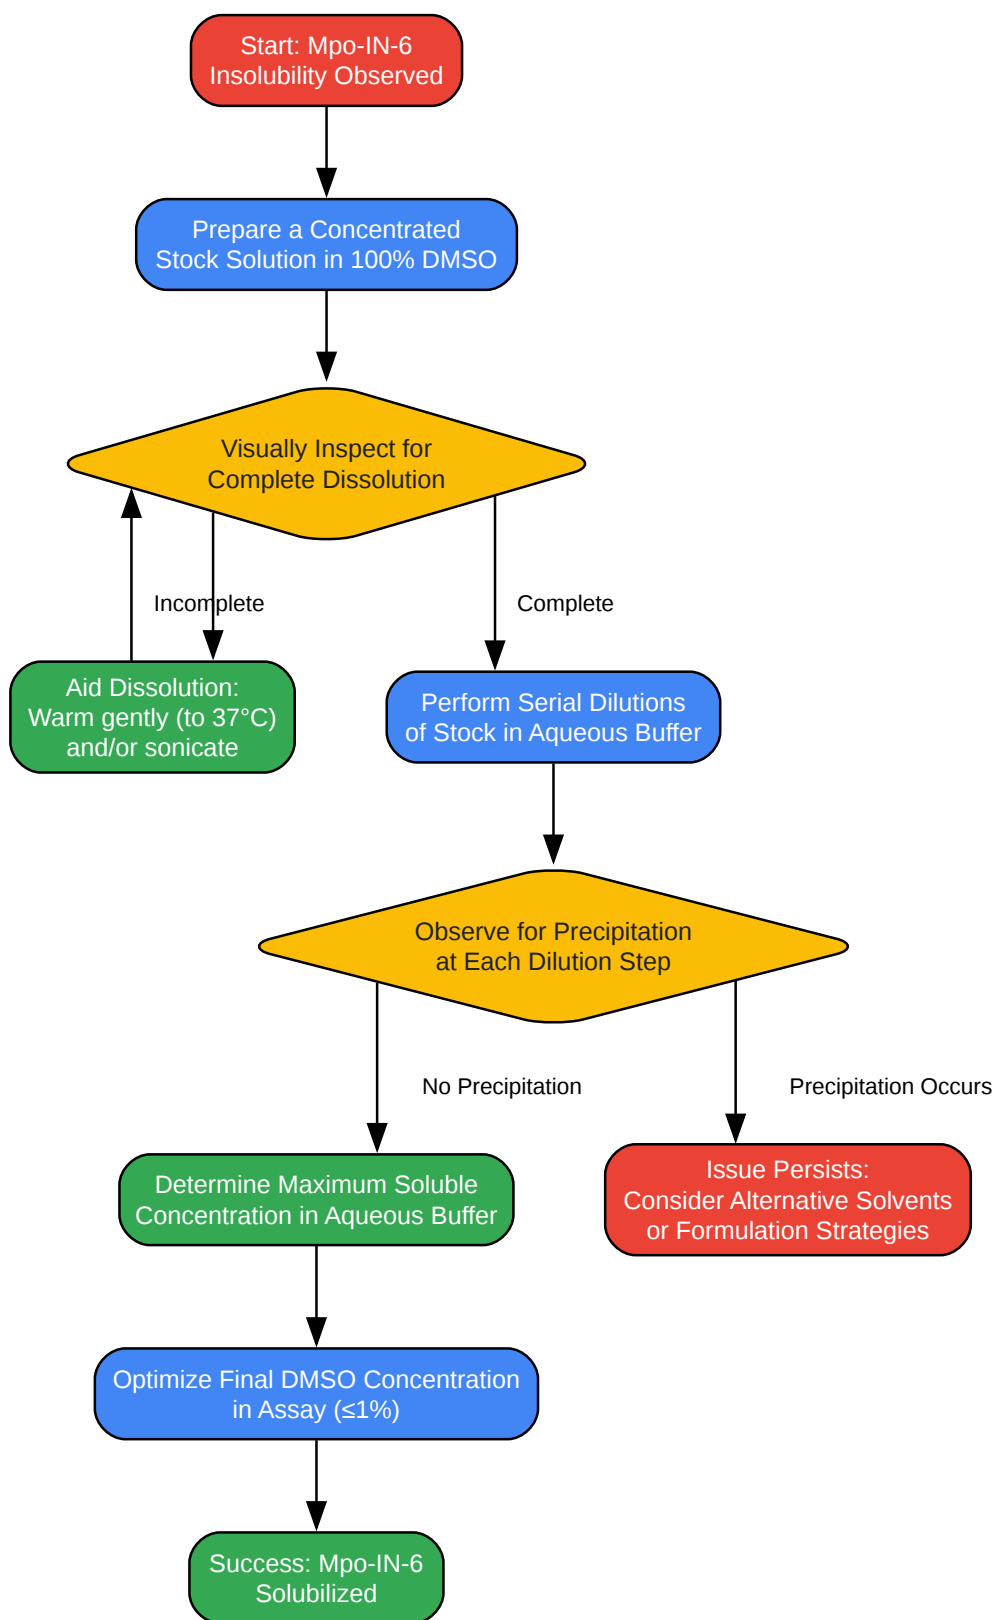 Start: Mpo-IN-6
Insolubility Observed
Prepare a Concentrated
Stock Solution in 100% DMSO
Visually Inspect for
Complete Dissolution
Incomplete
Complete
Aid Dissolution:
Warm gently (to 37°C)
and/or sonicate
Perform Serial Dilutions
of Stock in Aqueous Buffer
Observe for Precipitation
at Each Dilution Step
No Precipitation
Precipitation Occurs
Determine Maximum Soluble
Concentration in Aqueous Buffer
Issue Persists:
Consider Alternative Solvents
or Formulation Strategies
Optimize Final DMSO Concentration
in Assay (≤1%)
Success: Mpo-IN-6
Solubilized